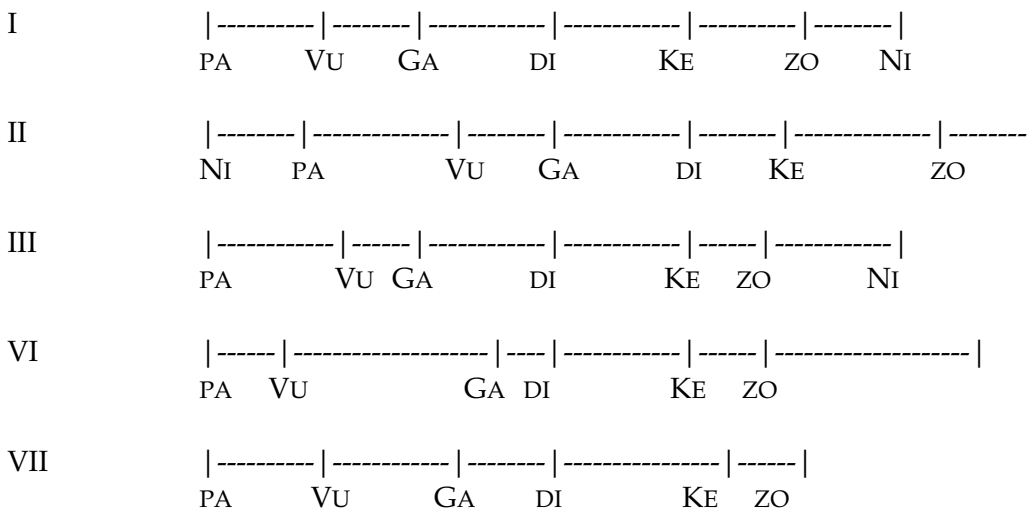 I |----------|--------|------------|------------|----------|--------|
PA VU GA DI KE ZO NI
II |--------|--------------|--------|------------|--------|--------------|--------
NI PA VU GA DI KE ZO
III |------------|------|------------|------------|------|------------|
PA VU GA DI KE ZO NI
VI |------|--------------------|----|------------|------|--------------------|
PA VU GA DI KE ZO
VII |----------|------------|--------|----------------|------|
PA VU GA DI KE ZO